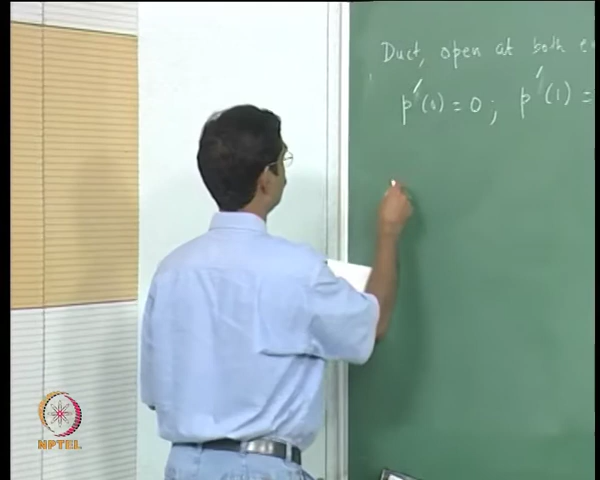 Duct, open at both
p'(0) = 0; p'(1) =
NPTEL